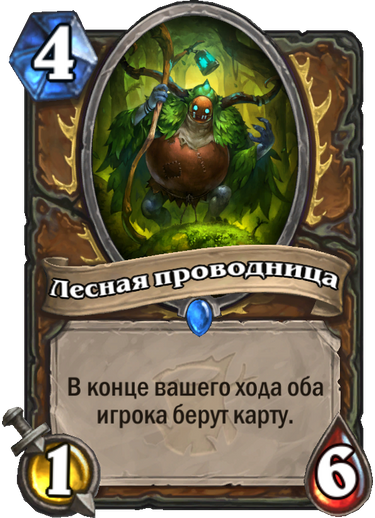 4
Лесная проводница
В конце вашего хода оба
игрока берут карту.
1
6